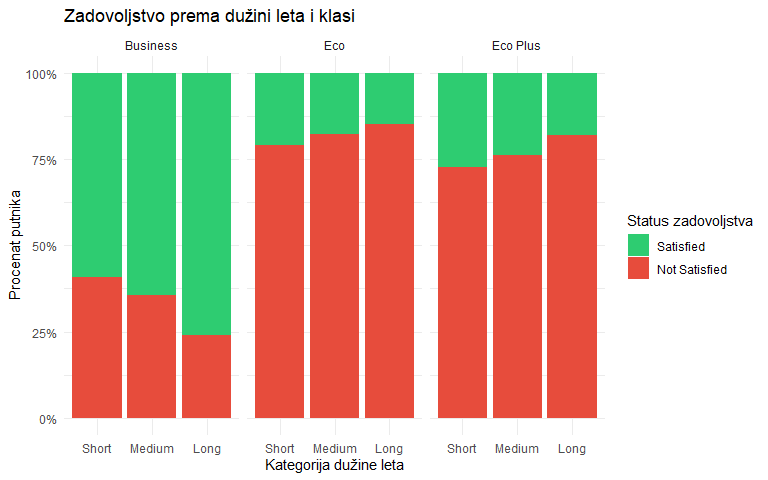 Zadovoljstvo prema dužini leta i klasi
Business
Eco
Eco Plus
100%
75%
50%
25%
0%
Procenat putnika
Short Medium Long
Short Medium Long
Short Medium Long
Kategorija dužine leta
Status zadovoljstva
Satisfied
Not Satisfied